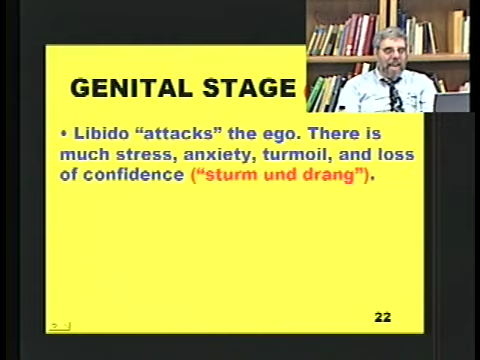 GENITAL STAGE
• Libido “attacks” the ego. There is
much stress, anxiety, turmoil, and loss
of confidence (“sturm und drang”).
22